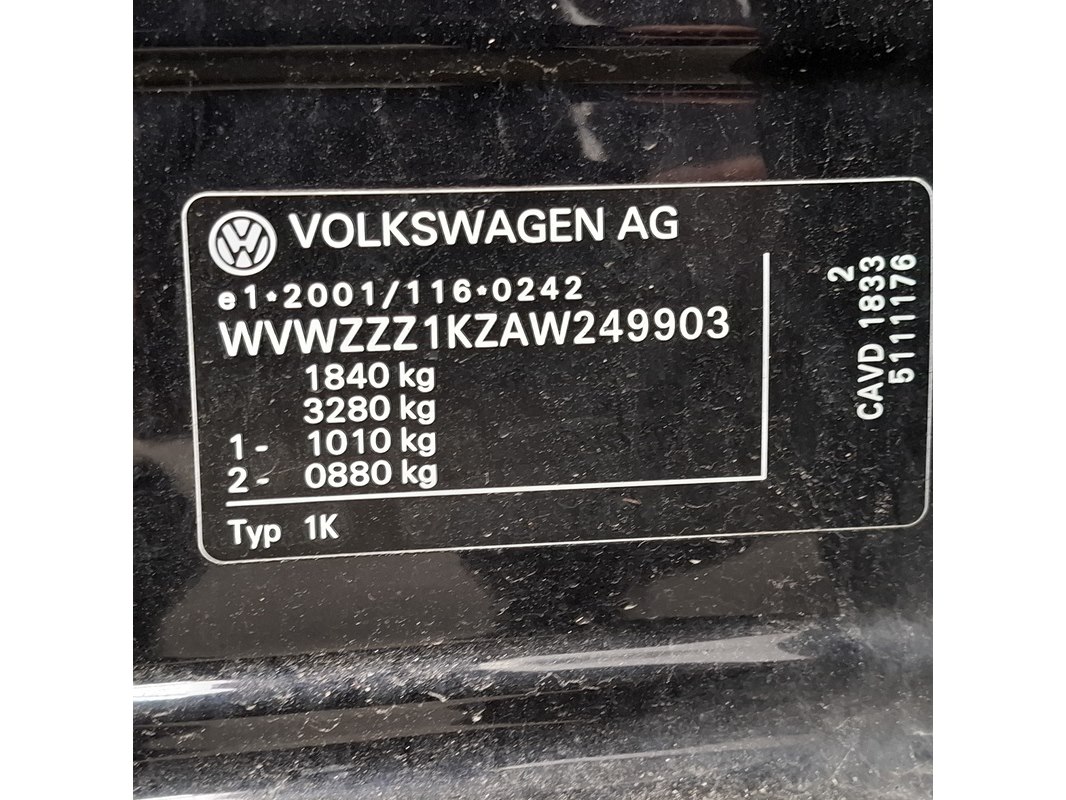 VOLKSWAGEN AG
e1*2001/116*0242
WVWZZZ1KZAW249903
1840 kg
3280 kg
1- 1010 kg
2- 0880 kg
Typ 1K
2
CAVD 1833
5111176